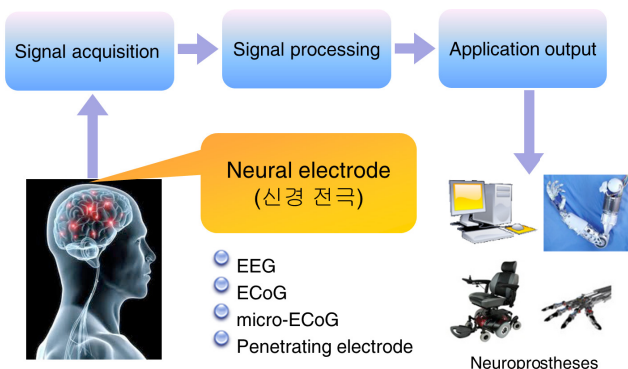 Signal acquisition
Signal processing
Application output
Neural electrode
(신경 전극)
EEG
ECoG
micro-ECoG
Penetrating electrode
Neuroprostheses